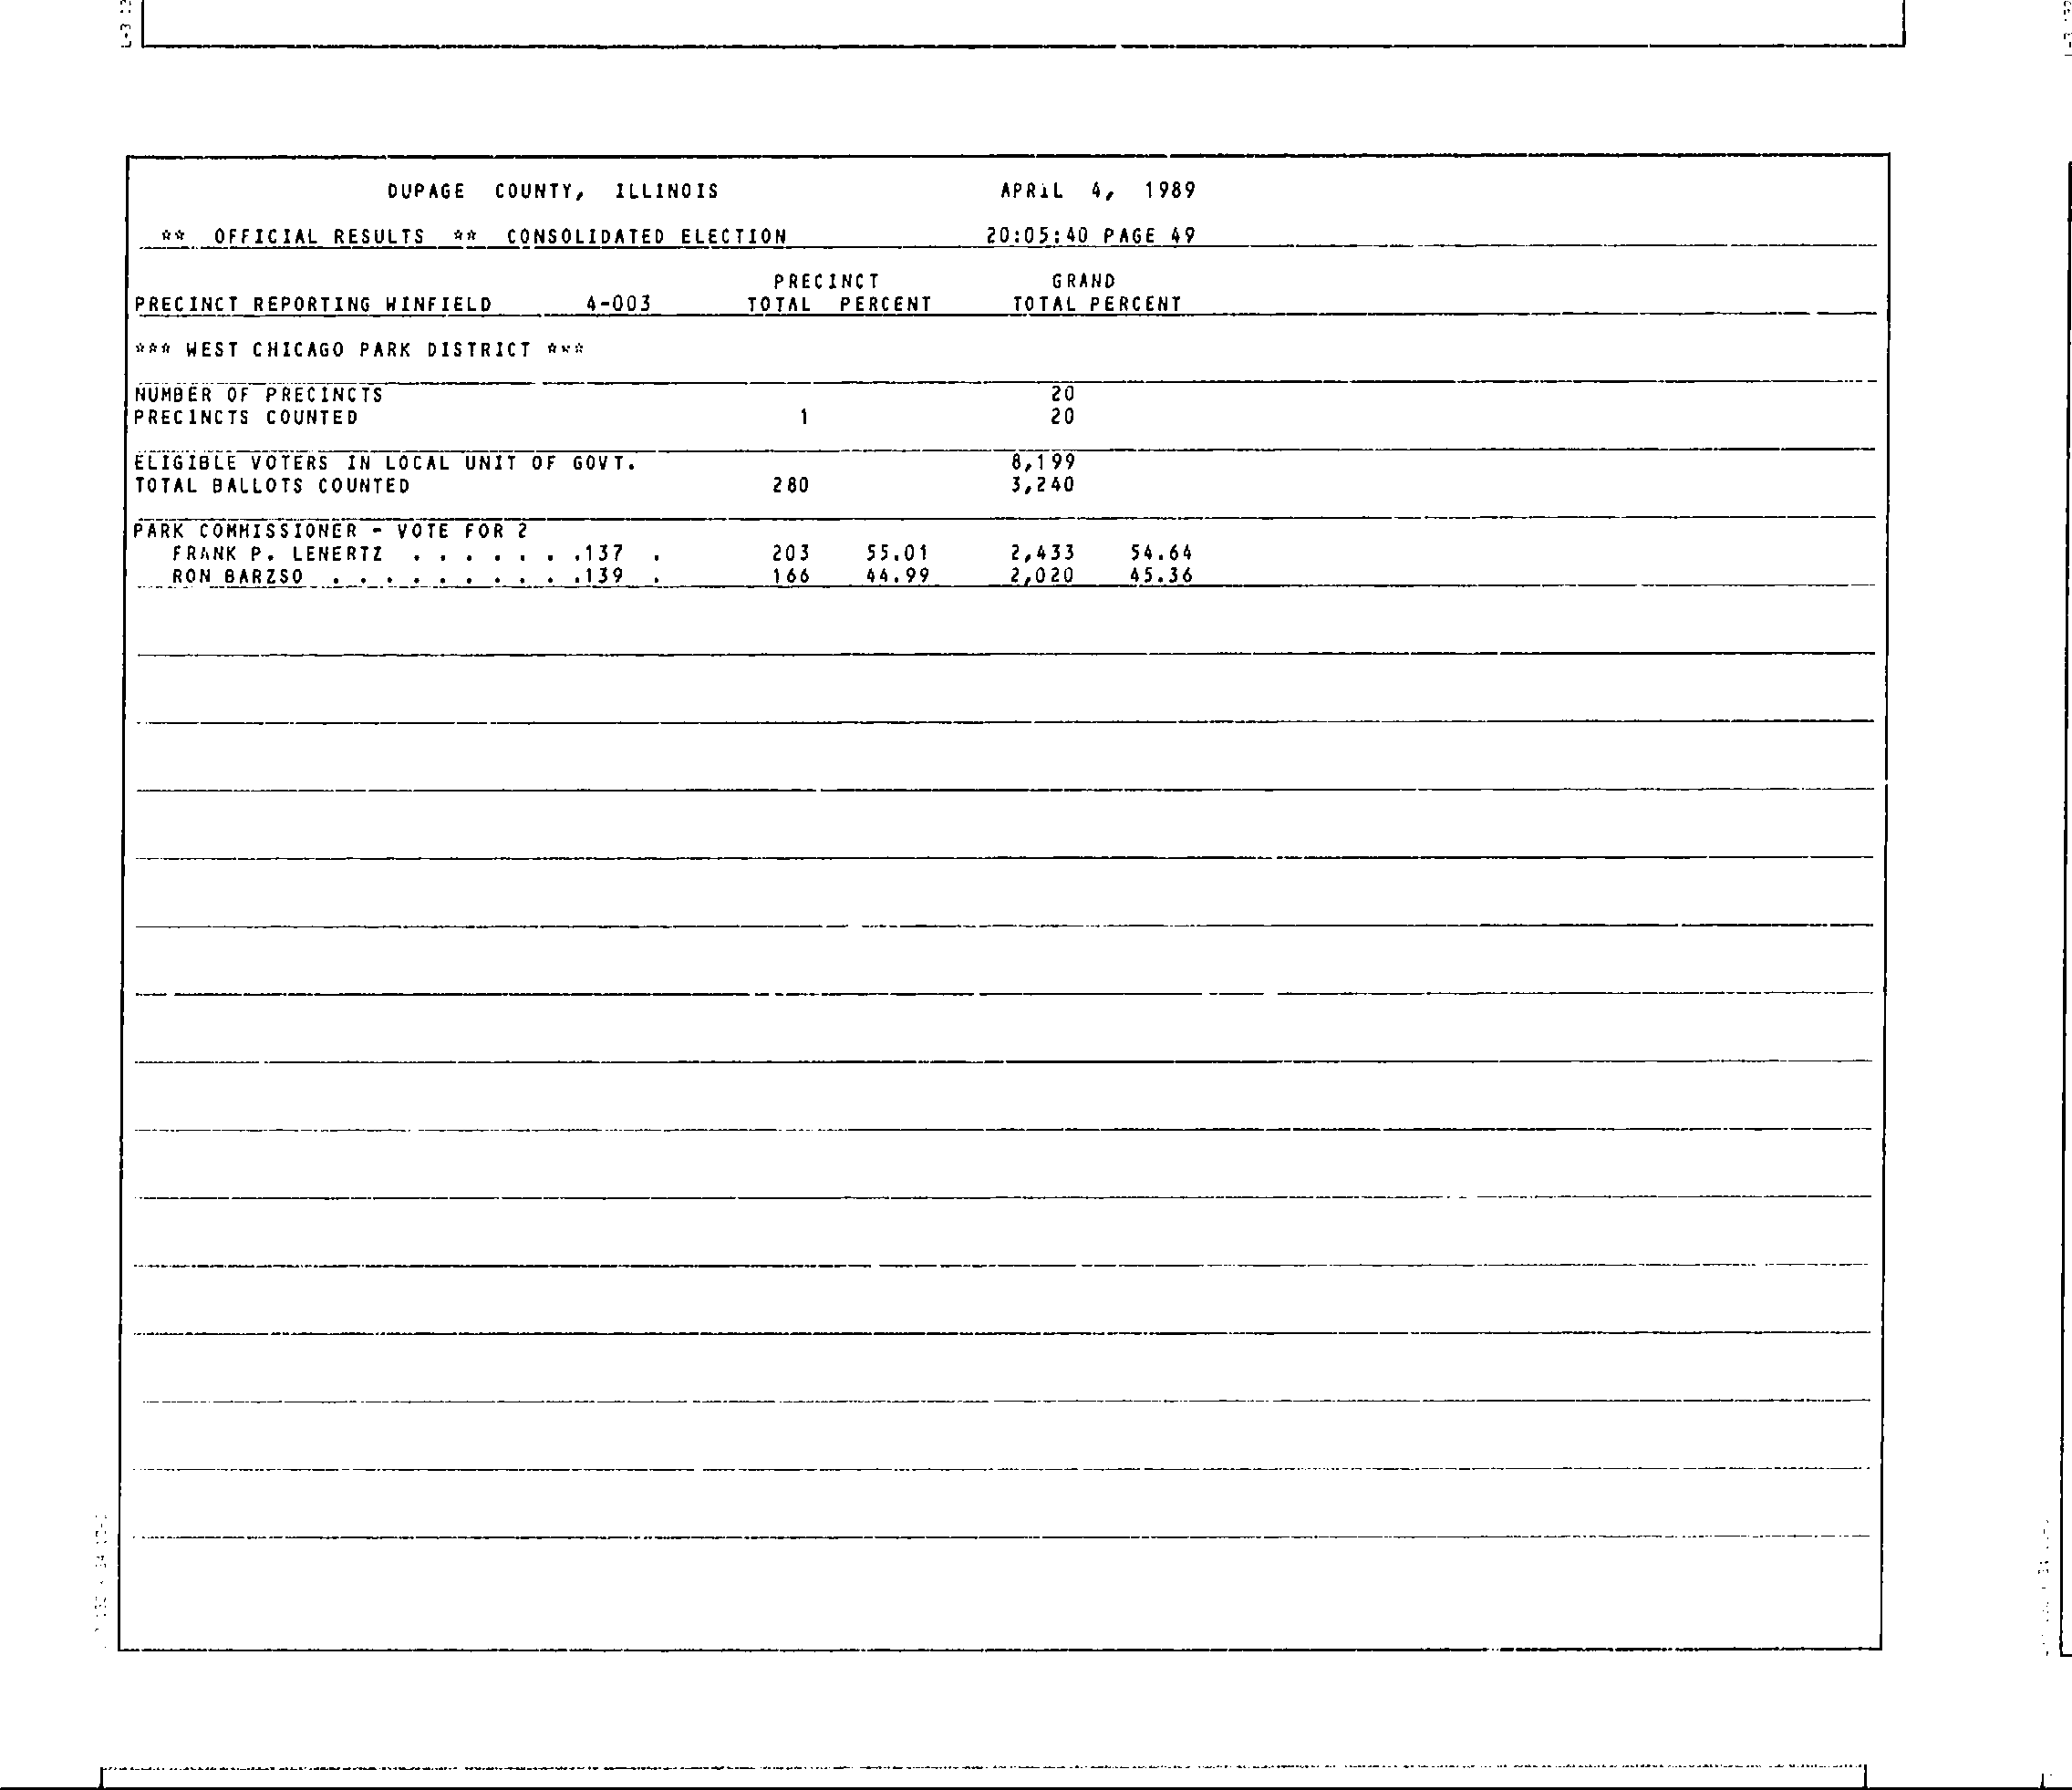 DUPAGE COUNTY, ILLINOIS APRIL 4, 1989
** OFFICIAL RESULTS ** CONSOLIDATED ELECTION 20:05:40 PAGE 49
PRECINCT GRAND
PRECINCT REPORTING WINFIELD 4-003 TOTAL PERCENT TOTAL PERCENT
*** WEST CHICAGO PARK DISTRICT ***
NUMBER OF PRECINCTS 20
PRECINCTS COUNTED 1 20
ELIGIBLE VOTERS IN LOCAL UNIT OF GOVT. 8,199
TOTAL BALLOTS COUNTED 280 3,240
PARK COMMISSIONER - VOTE FOR 2
FRANK P. LENERTZ . . . . . . .137 . 203 55.01 2,433 54.64
RON BARZSO . . . . . . . . . .139 . 166 44.99 2,020 45.36